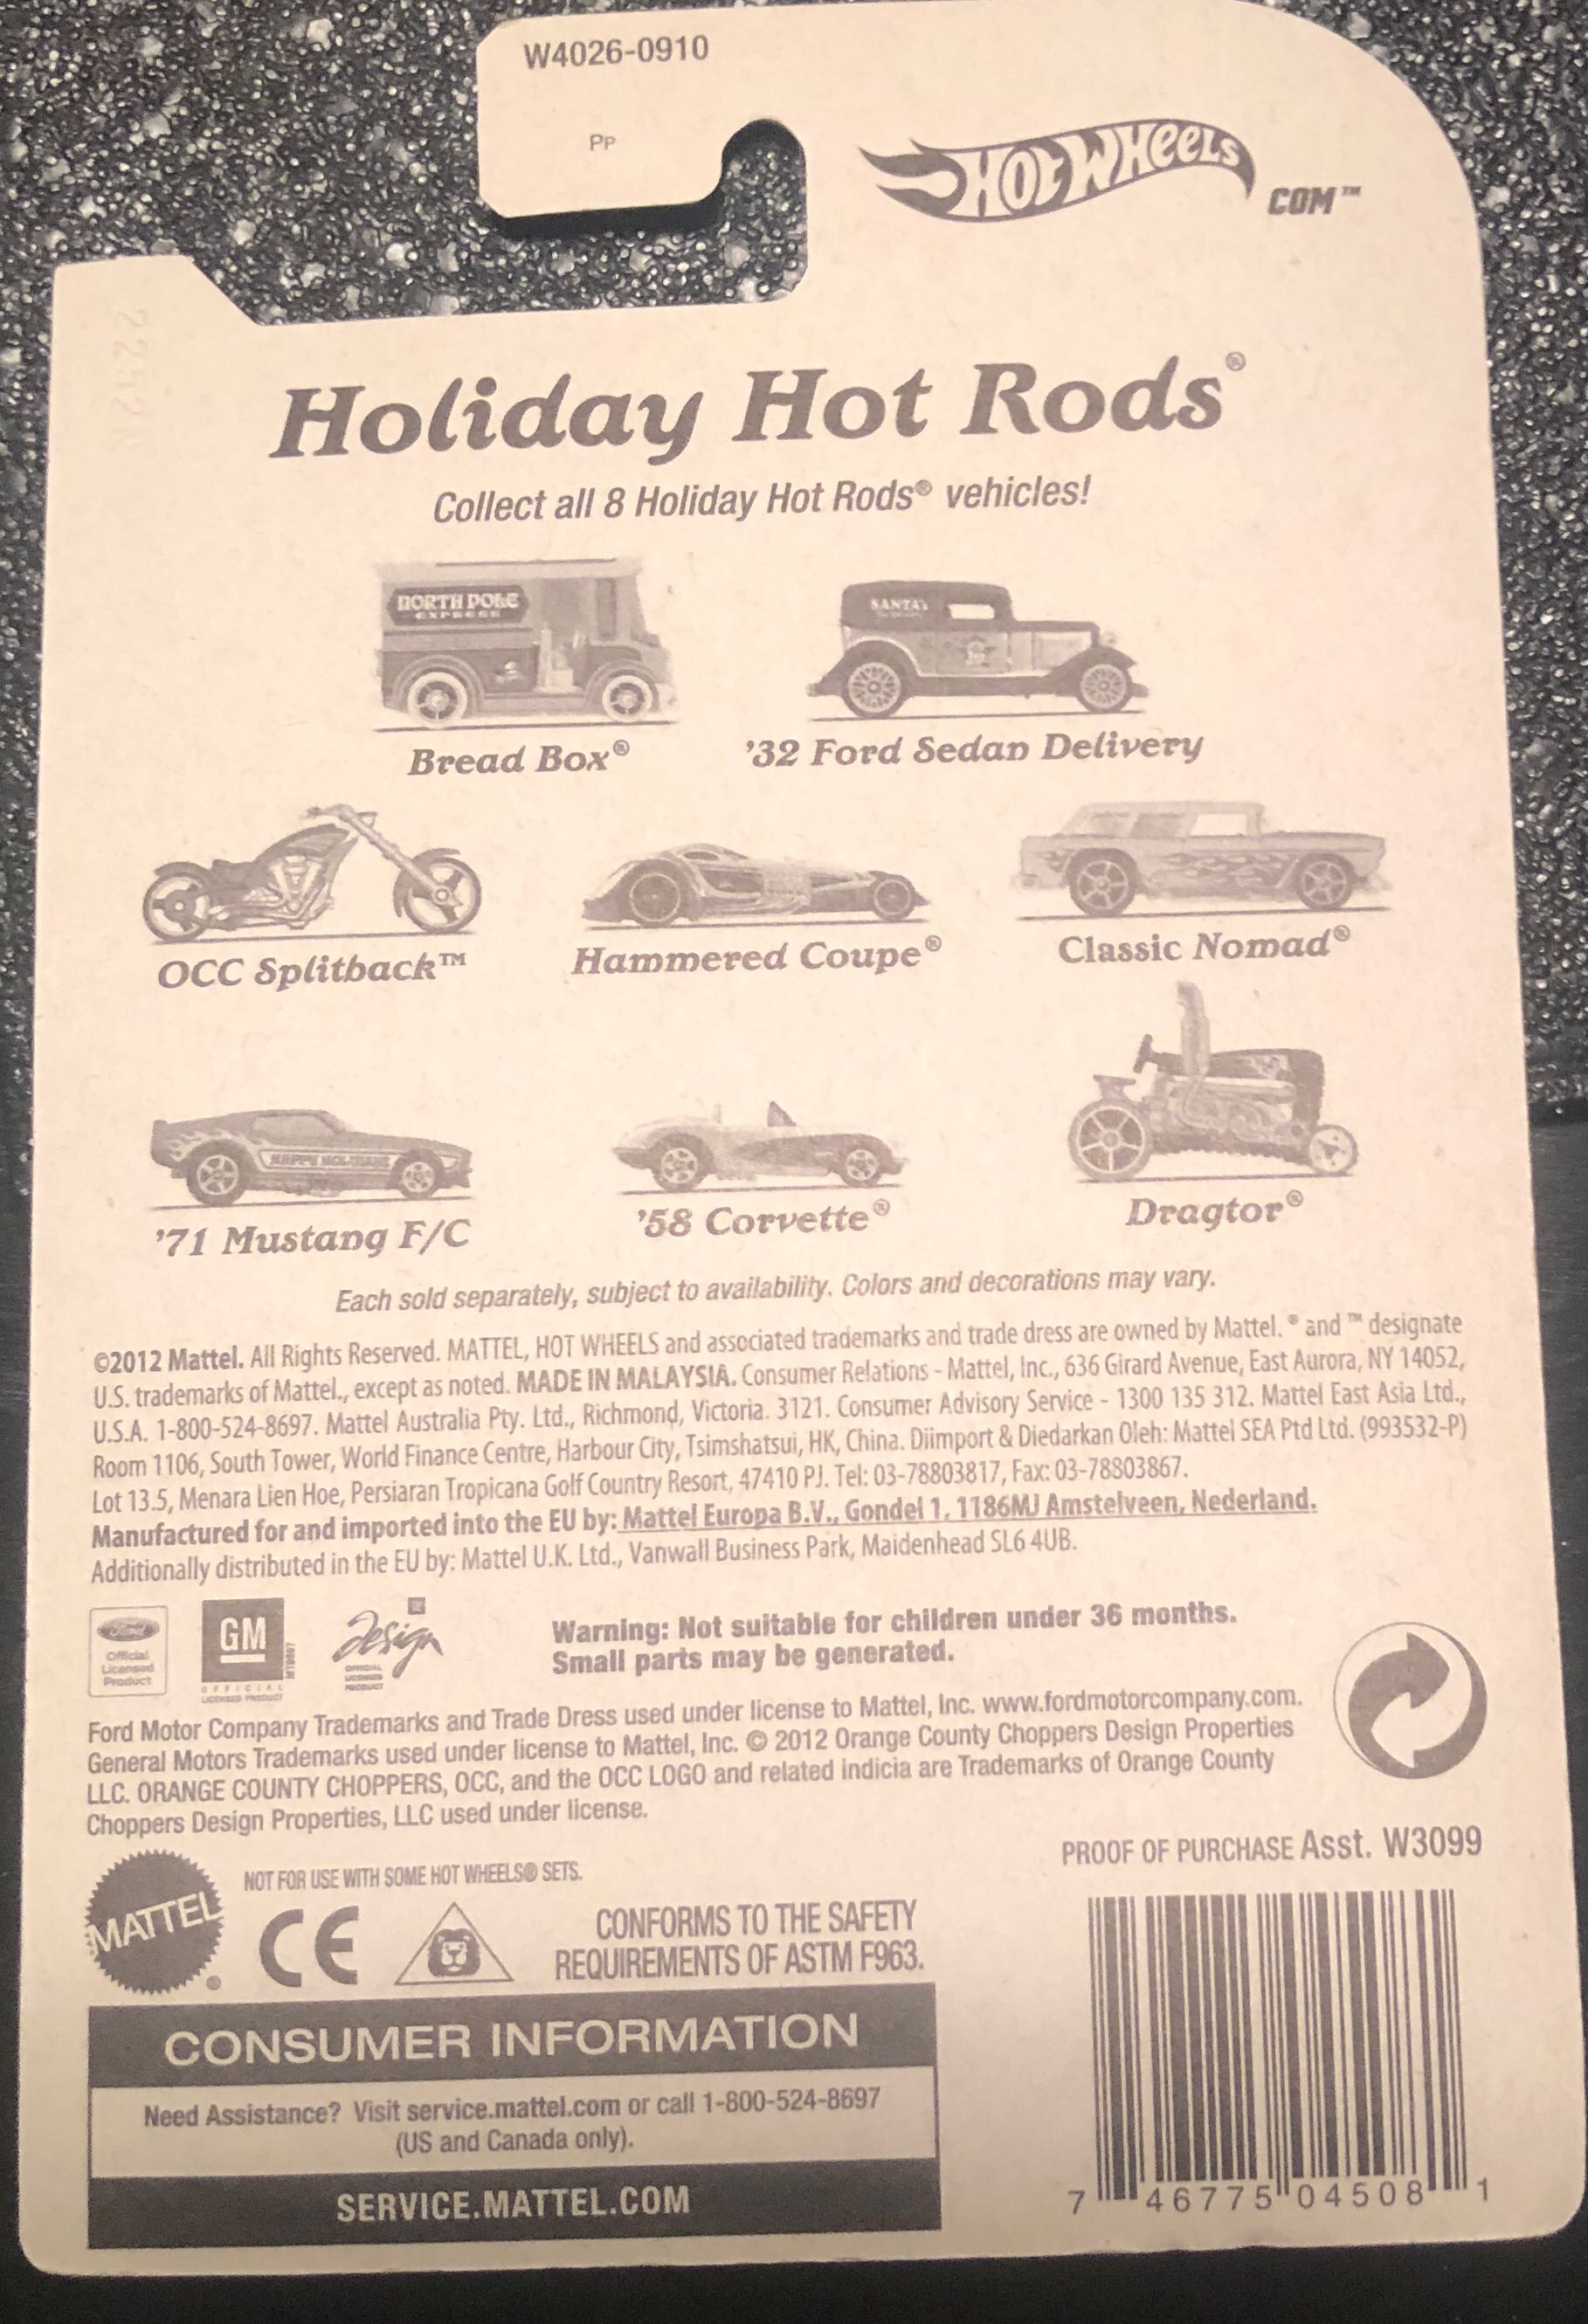 W4026-0910
Pp
HOT WHEELS
COM™
Holiday Hot Rods®
Collect all 8 Holiday Hot Rods® vehicles!
NORTH POLE
EXPRESS
SANTA's
Bread Box®
'32 Ford Sedan Delivery
OCC Splitback™
Hammered Coupe®
Classic Nomad®
HAPPY HOLIDAYS
'71 Mustang F/C
'58 Corvette®
Dragtor®
Each sold separately, subject to availability. Colors and decorations may vary.
©2012 Mattel. All Rights Reserved. MATTEL, HOT WHEELS and associated trademarks and trade dress are owned by Mattel. ® and ™ designate
U.S. trademarks of Mattel., except as noted. MADE IN MALAYSIA. Consumer Relations - Mattel, Inc., 636 Girard Avenue, East Aurora, NY 14052,
U.S.A. 1-800-524-8697. Mattel Australia Pty. Ltd., Richmond, Victoria. 3121. Consumer Advisory Service - 1300 135 312. Mattel East Asia Ltd.,
Room 1106, South Tower, World Finance Centre, Harbour City, Tsimshatsui, HK, China. Diimport & Diedarkan Oleh: Mattel SEA Ptd Ltd. (993532-P)
Lot 13.5, Menara Lien Hoe, Persiaran Tropicana Golf Country Resort, 47410 PJ. Tel: 03-78803817, Fax: 03-78803867.
Manufactured for and imported into the EU by: Mattel Europa B.V., Gondel 1, 1186MJ Amstelveen, Nederland.
Additionally distributed in the EU by: Mattel U.K. Ltd., Vanwall Business Park, Maidenhead SL6 4UB.
Ford
Official
Licensed
Product
GM
OFFICIAL
LICENSED PRODUCT
Design
OFFICIAL
LICENSED
PRODUCT
Warning: Not suitable for children under 36 months.
Small parts may be generated.
Ford Motor Company Trademarks and Trade Dress used under license to Mattel, Inc. www.fordmotorcompany.com.
General Motors Trademarks used under license to Mattel, Inc. © 2012 Orange County Choppers Design Properties
LLC. ORANGE COUNTY CHOPPERS, OCC, and the OCC LOGO and related indicia are Trademarks of Orange County
Choppers Design Properties, LLC used under license.
PROOF OF PURCHASE Asst. W3099
MATTEL®
NOT FOR USE WITH SOME HOT WHEELS® SETS.
CE
CONFORMS TO THE SAFETY
REQUIREMENTS OF ASTM F963.
CONSUMER INFORMATION
Need Assistance? Visit service.mattel.com or call 1-800-524-8697
(US and Canada only).
SERVICE.MATTEL.COM
7 46775 04508 1